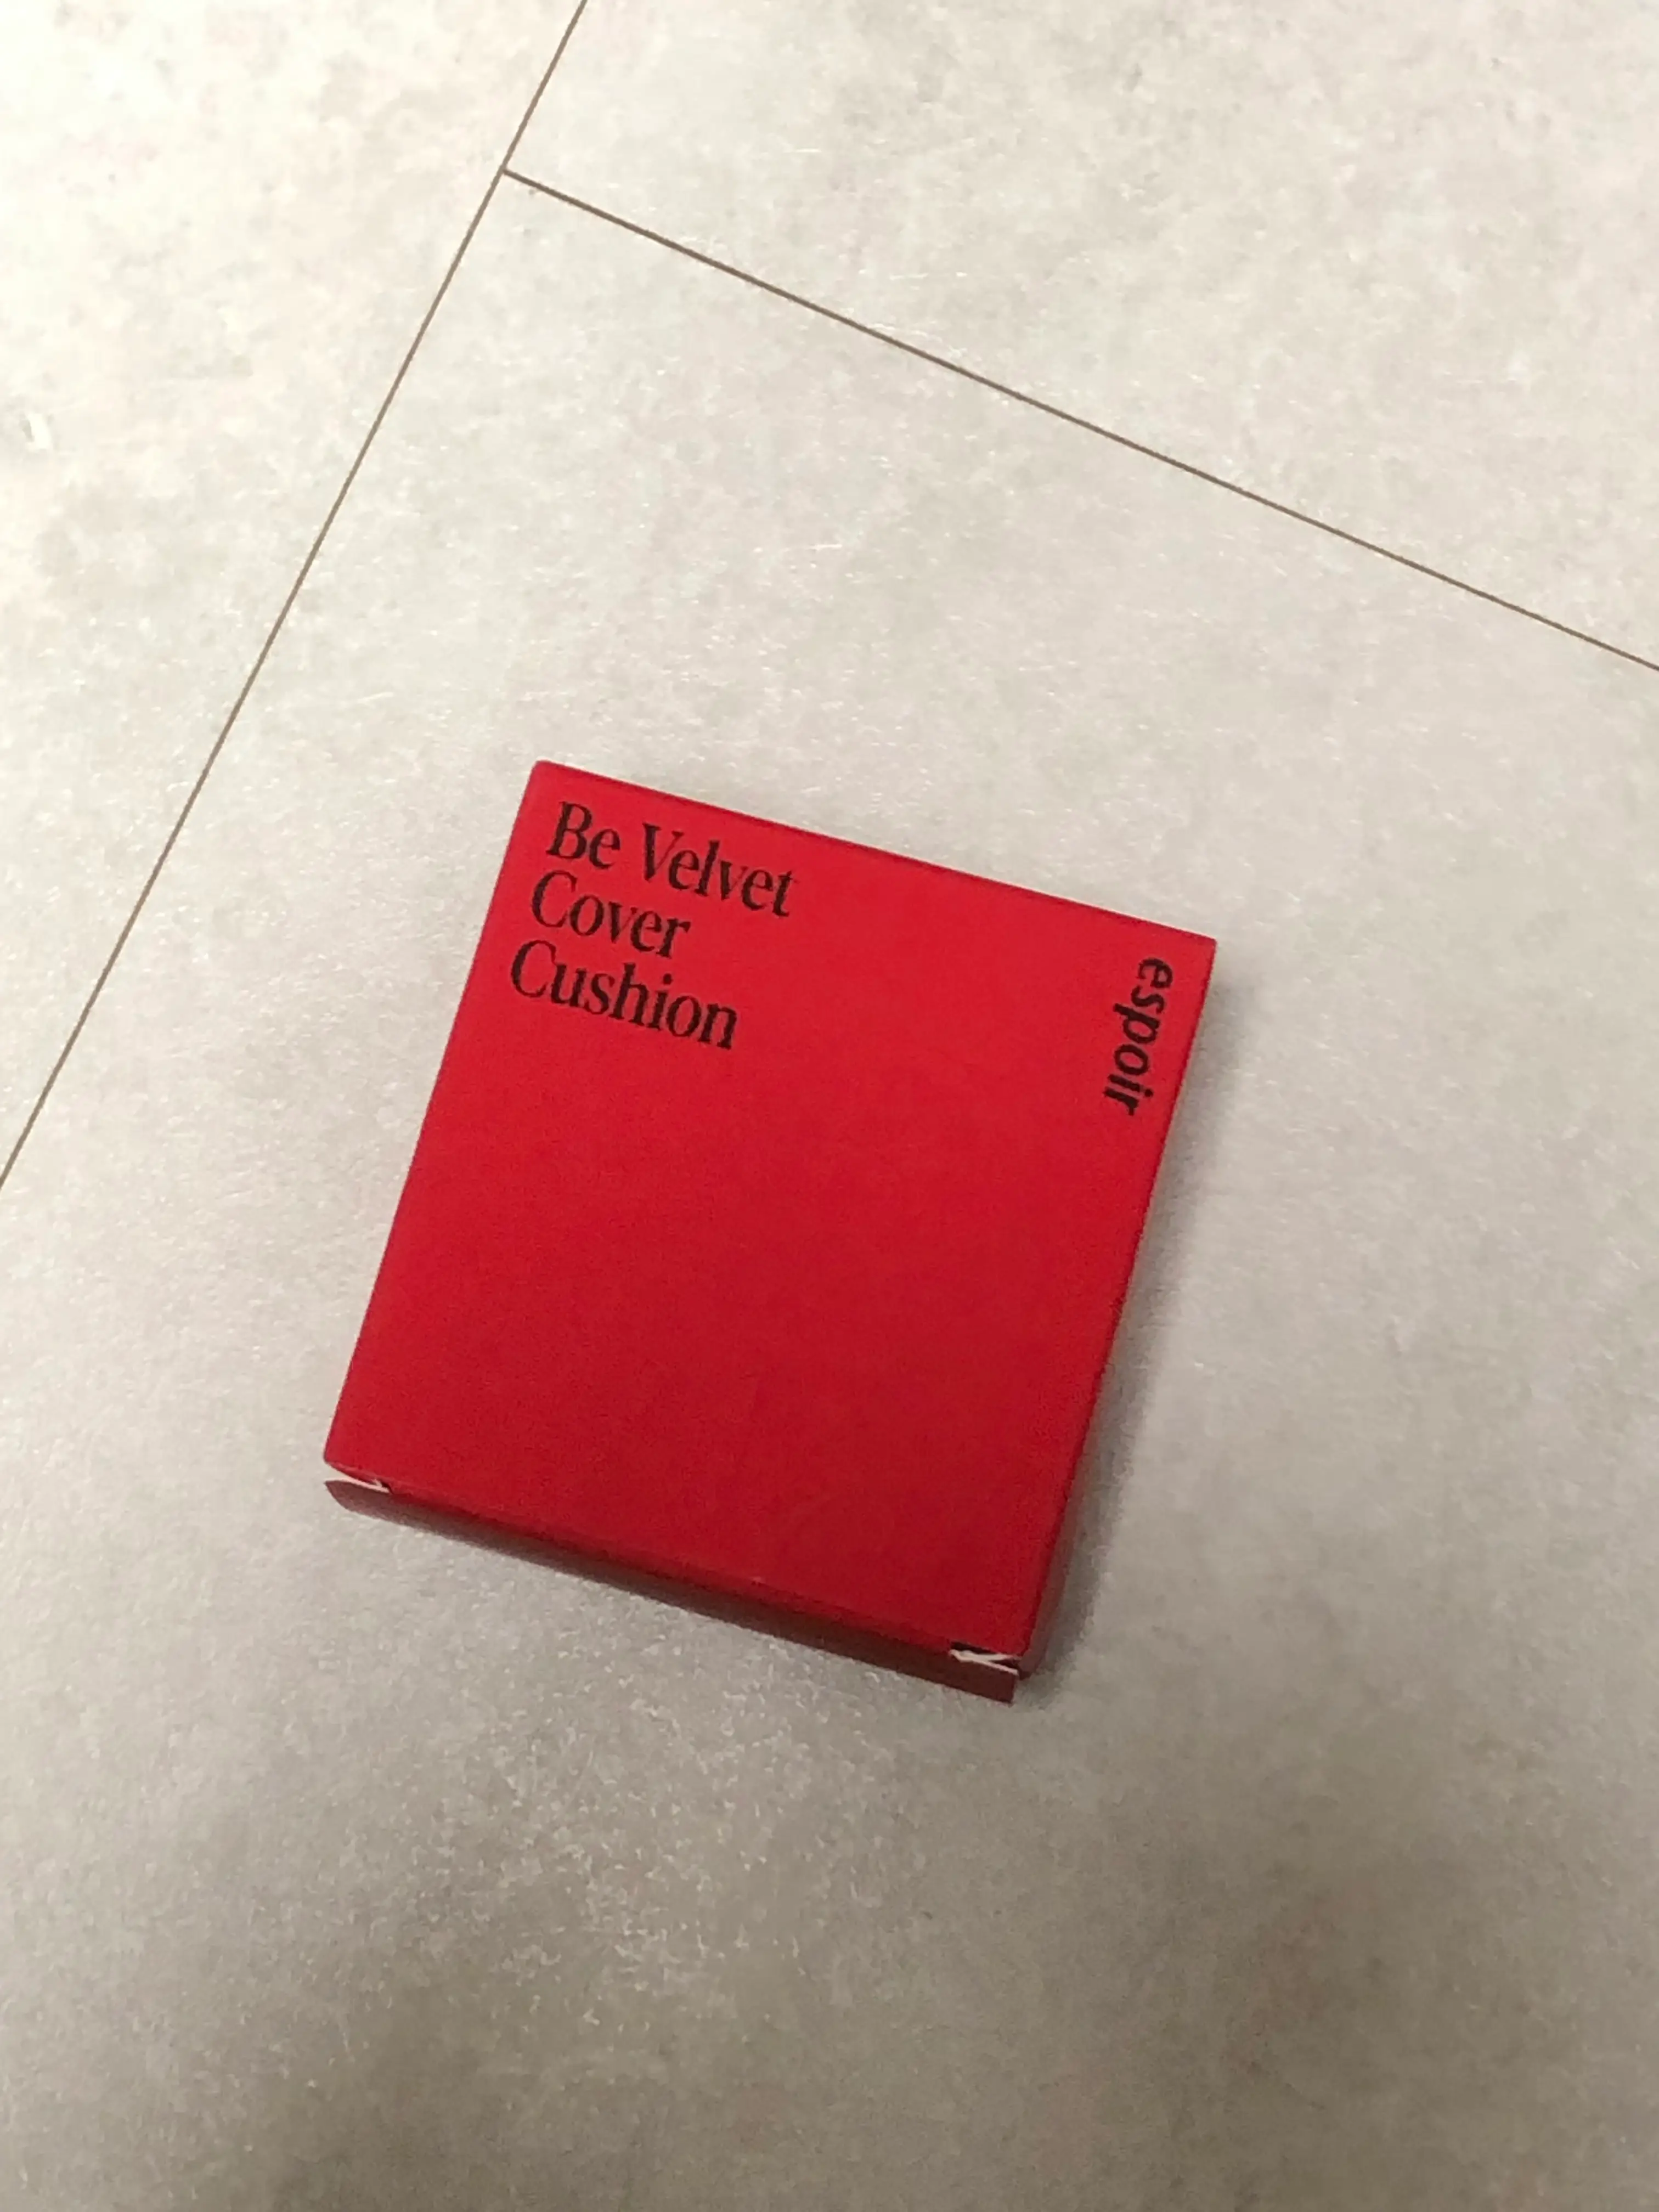 Be Velvet
Cover
Cushion
espoir